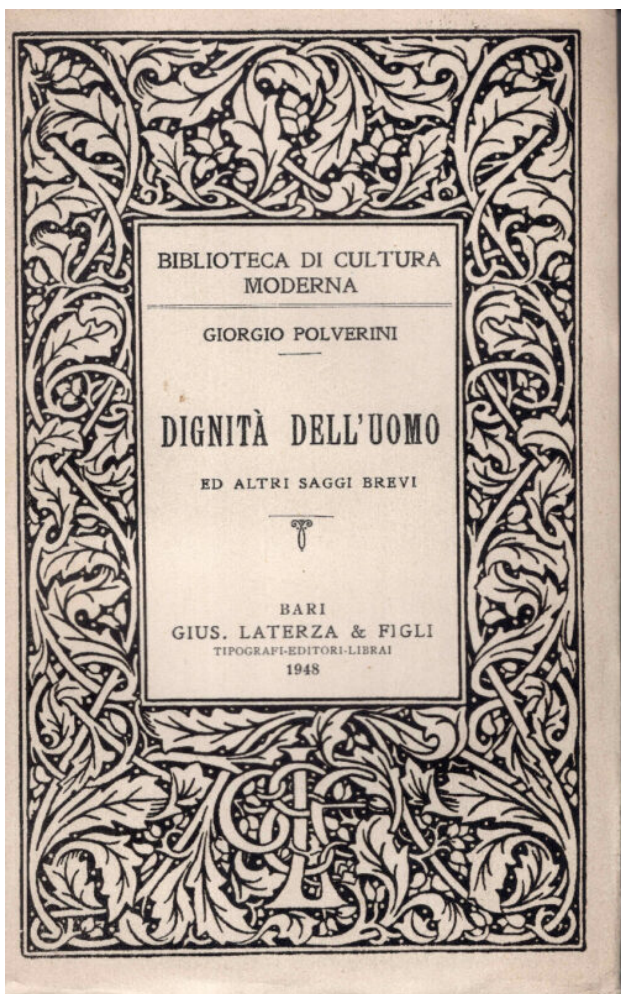 BIBLIOTECA DI CULTURA
MODERNA
GIORGIO POLVERINI
DIGNITÀ DELL'UOMO
ED ALTRI SAGGI BREVI
BARI
GIUS. LATERZA & FIGLI
TIPOGRAFI-EDITORI-LIBRAI
1948